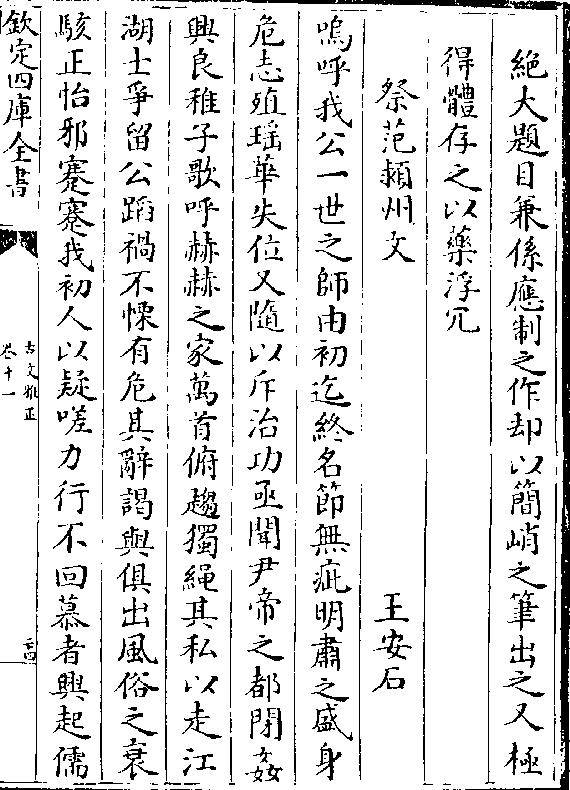 絶大題目兼係應制之作却以簡峭之筆出之又極
得體存之以藥浮冗
祭范潁州文 王安石
嗚呼我公一世之師由初迄終名節無疵明肅之盛身
危志殖瑶華失位又隨以斥治功亟聞尹帝之都閉姦
興良稚子歌呼赫赫之家萬首俯趨獨繩其私以走江
湖士爭留公蹈禍不慄有危其辭謁與俱出風俗之衰
駭正怡邪蹇蹇我初人以疑嗟力行不回慕者興起儒
欽定四庫全書
古文雅正
卷十一